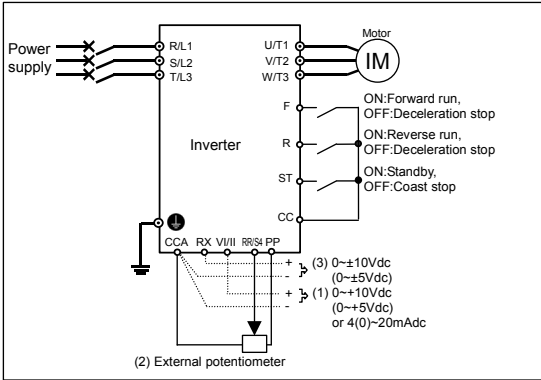 Power
supply
R/L1
S/L2
T/L3
U/T1
V/T2
W/T3
Motor
IM
Inverter
F
ON:Forward run,
OFF:Deceleration stop
R
ON:Reverse run,
OFF:Deceleration stop
ST
ON:Standby,
OFF:Coast stop
CC
CCA RX VI/II RR/S4 PP
+ (3) 0~±10Vdc
- (0~±5Vdc)
+ (1) 0~+10Vdc
- (0~+5Vdc)
or 4(0)~20mAdc
(2) External potentiometer